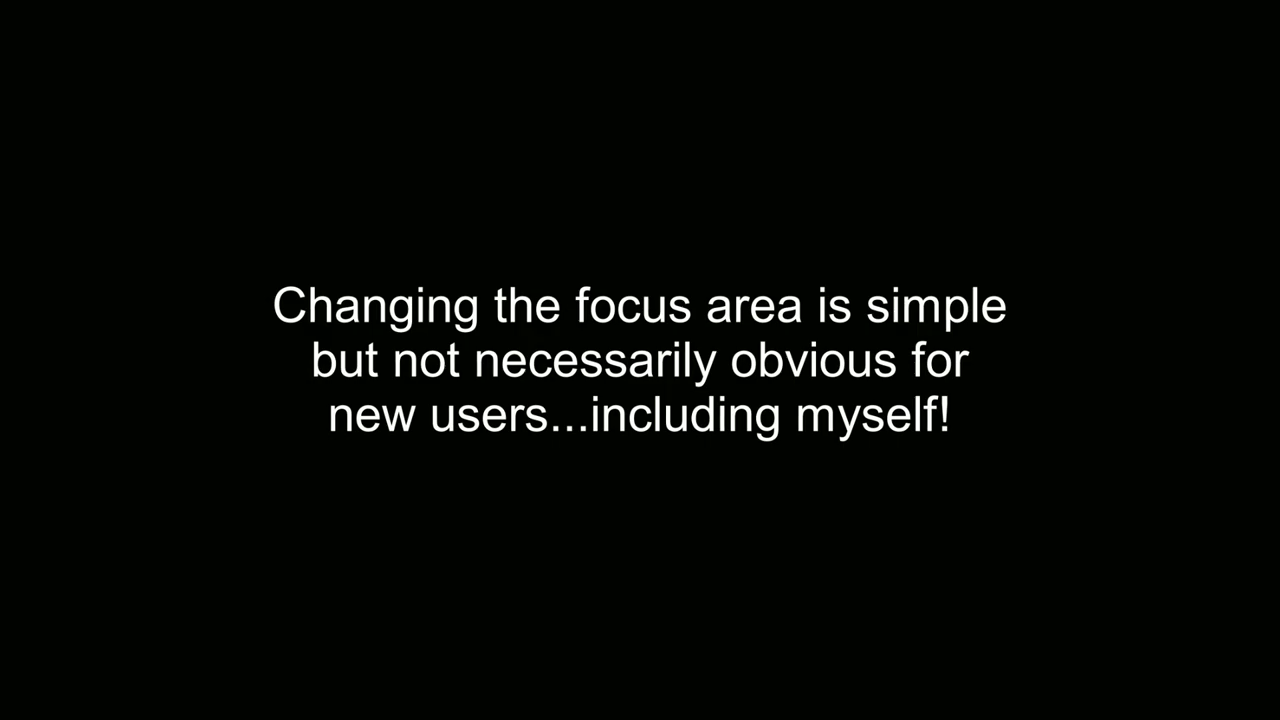 Changing the focus area is simple
but not necessarily obvious for
new users...including myself!